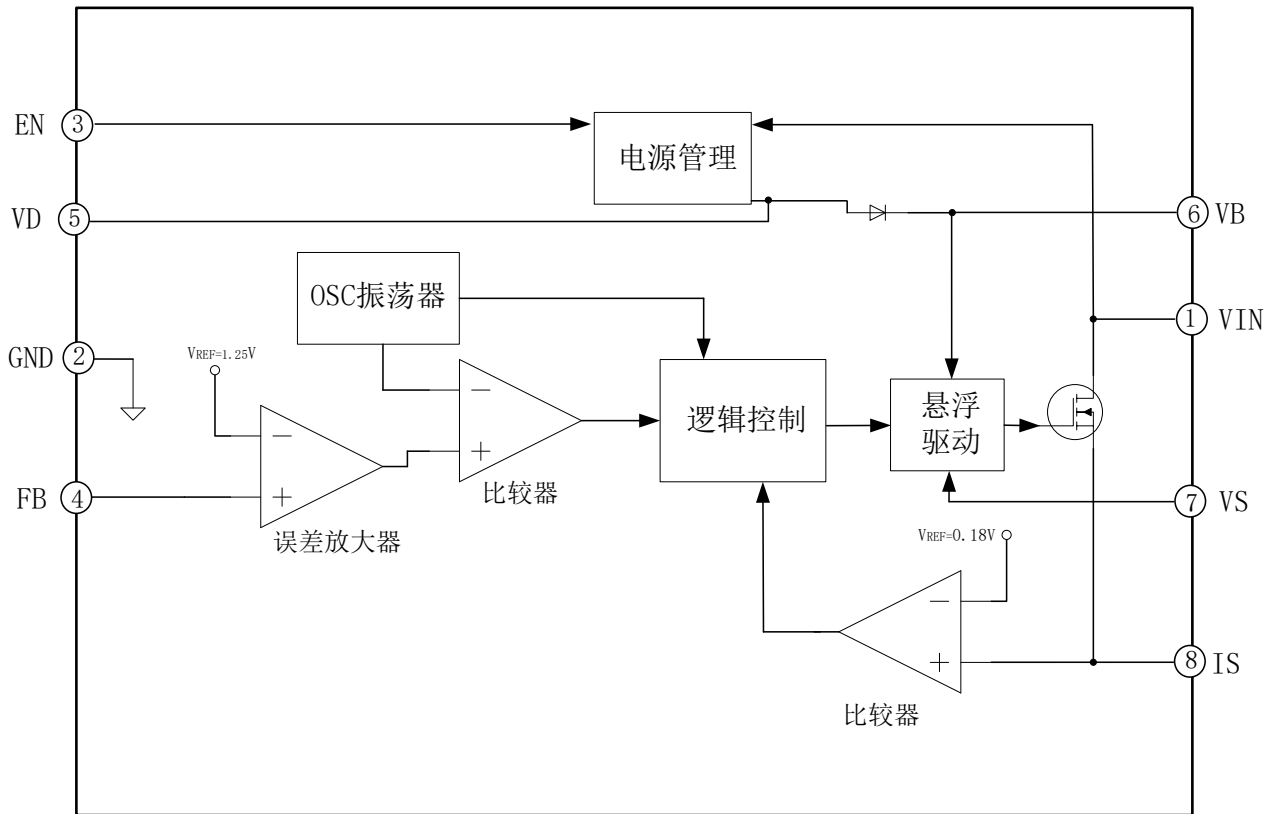 EN ③
电源管理
VD ⑤
⑥ VB
OSC振荡器
① VIN
GND ②
VREF=1.25V
−
+
−
+
比较器
逻辑控制
悬浮
驱动
FB ④
误差放大器
⑦ VS
VREF=0.18V
−
+
比较器
⑧ IS